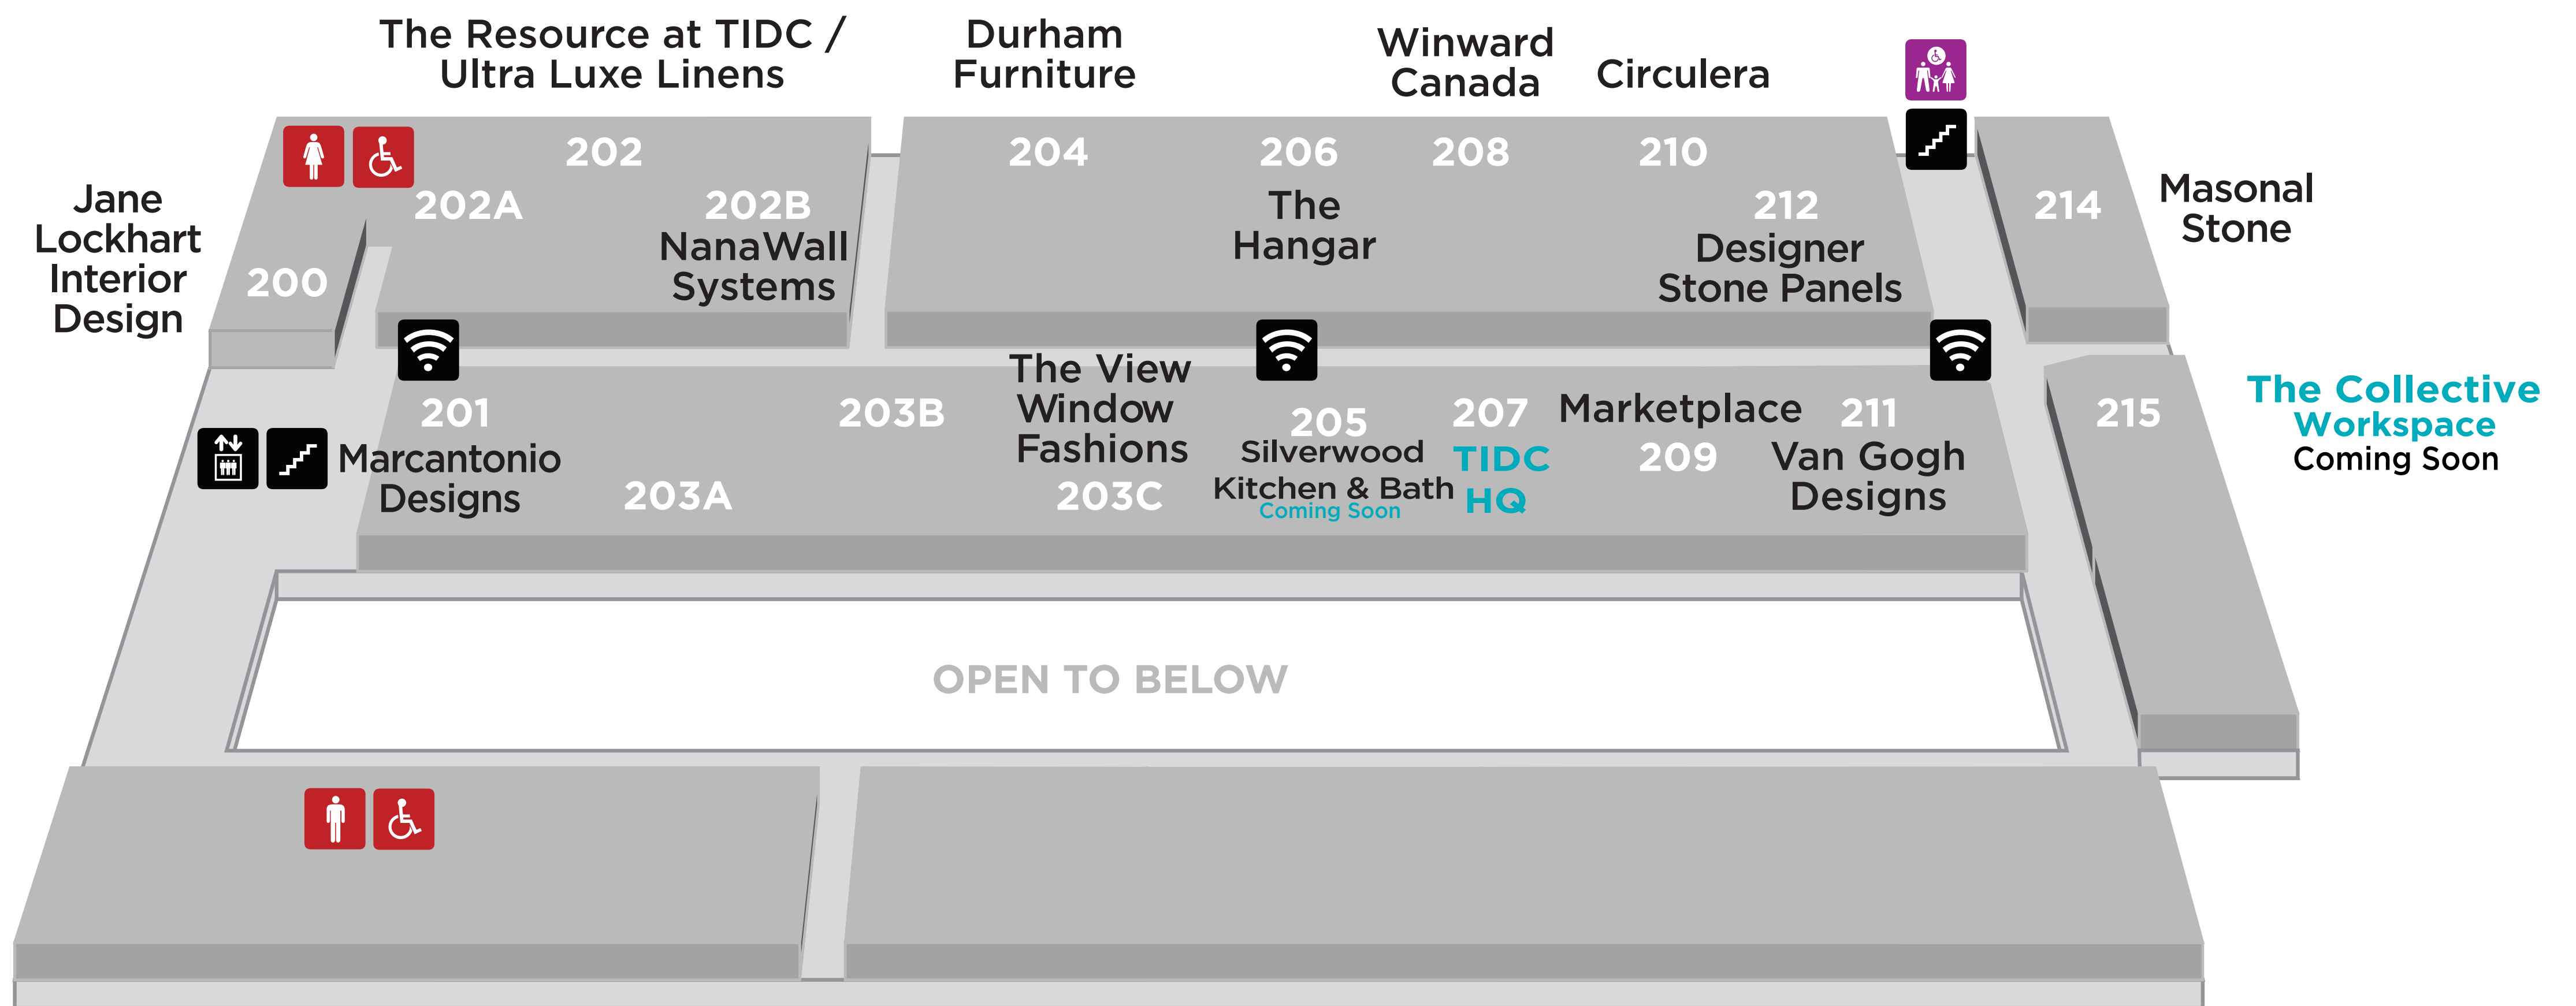 The Resource at TIDC /
Ultra Luxe Linens
Durham
Furniture
Winward
Canada
Circulera
202
204
206
208
210
Jane
Lockhart
Interior
Design
200
202A
202B
NanaWall
Systems
The
Hangar
212
Designer
Stone Panels
214
Masonal
Stone
201
Marcantonio
Designs
203A
203B
The View
Window
Fashions
203C
205
Silverwood
Kitchen & Bath
Coming Soon
207
TIDC
HQ
Marketplace
209
211
Van Gogh
Designs
215
The Collective
Workspace
Coming Soon
OPEN TO BELOW